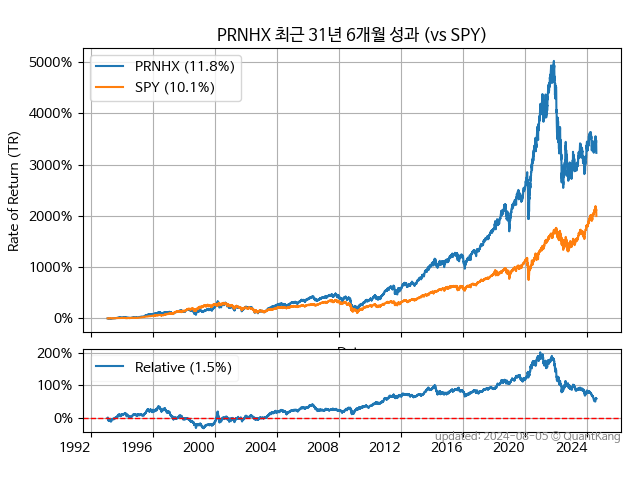 PRNHX 최근 31년 6개월 성과 (vs SPY)
PRNHX (11.8%)
SPY (10.1%)
Rate of Return (TR)
5000%
4000%
3000%
2000%
1000%
0%
Relative (1.5%)
200%
100%
0%
1992 1996 2000 2004 2008 2012 2016 2020 2024
updated: 2024-08-05 © QuantKang